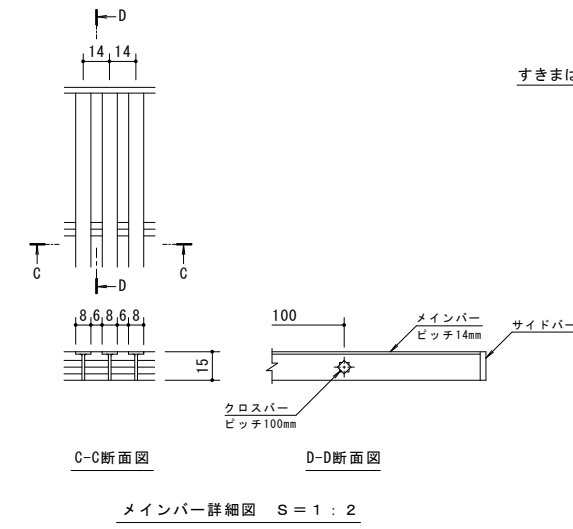 D
14 14
すきまは
C C
D
8 6 8 6 8
15
100
メインバー
ピッチ14mm
サイドバー
クロスバー
ピッチ100mm
C-C断面図
D-D断面図
メインバー詳細図 S=1:2